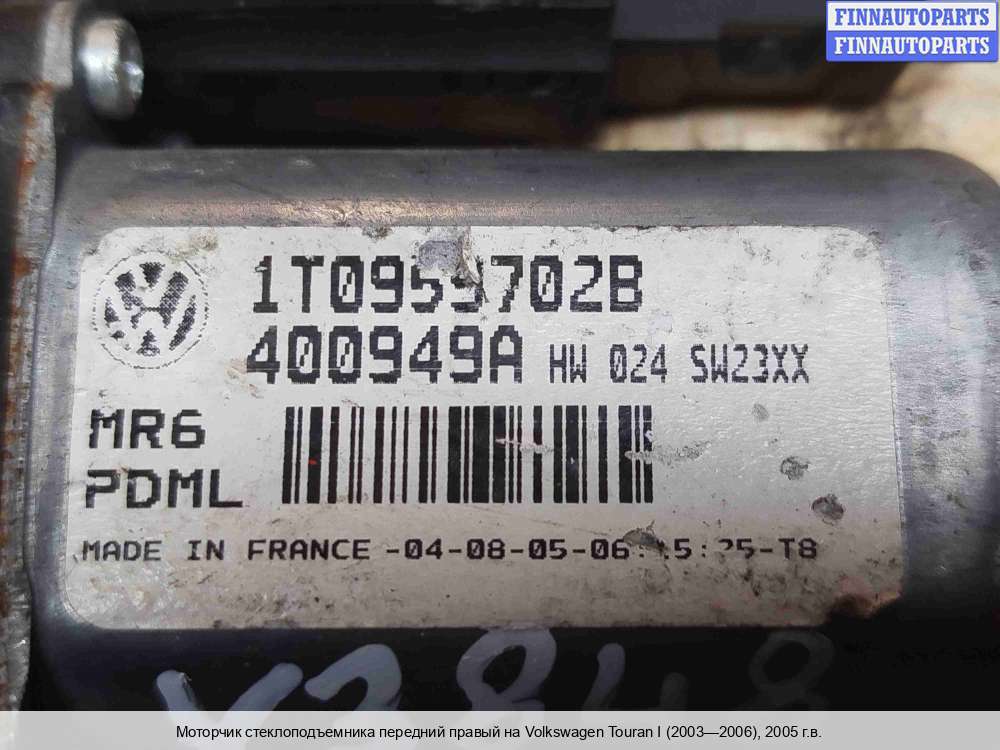 FINNAUTOPARTS
FINNAUTOPARTS
1T0959702B
400949A HW 024 SW23XX
MR6
PDML
MADE IN FRANCE -04-08-05-06
Моторчик стеклоподъемника передний правый на Volkswagen Touran I (2003—2006), 2005 г.в.